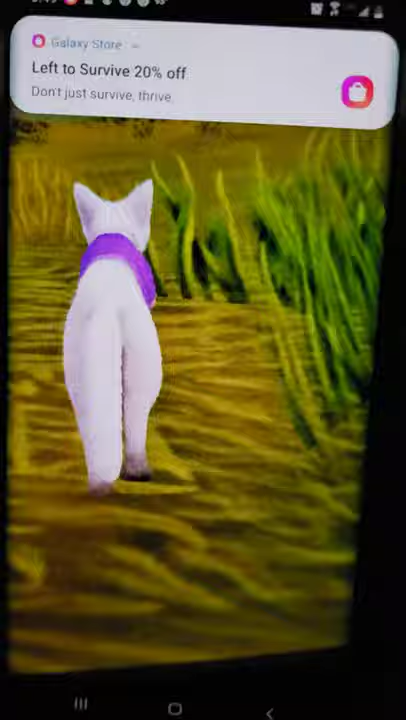 Galaxy Store
Left to Survive 20% off
Don't just survive, thrive.